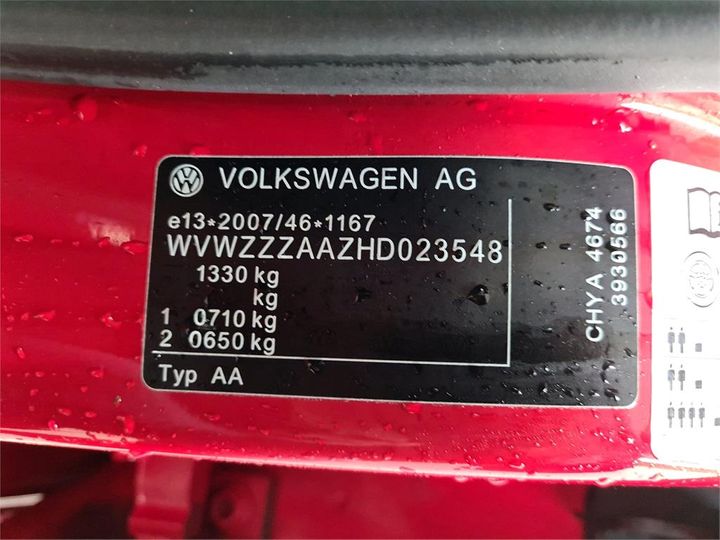 VOLKSWAGEN AG
e13*2007/46*1167
WVWZZZAAZHD023548
1330 kg
kg
1 0710 kg
2 0650 kg
Typ AA
CHYA 4674
3930566